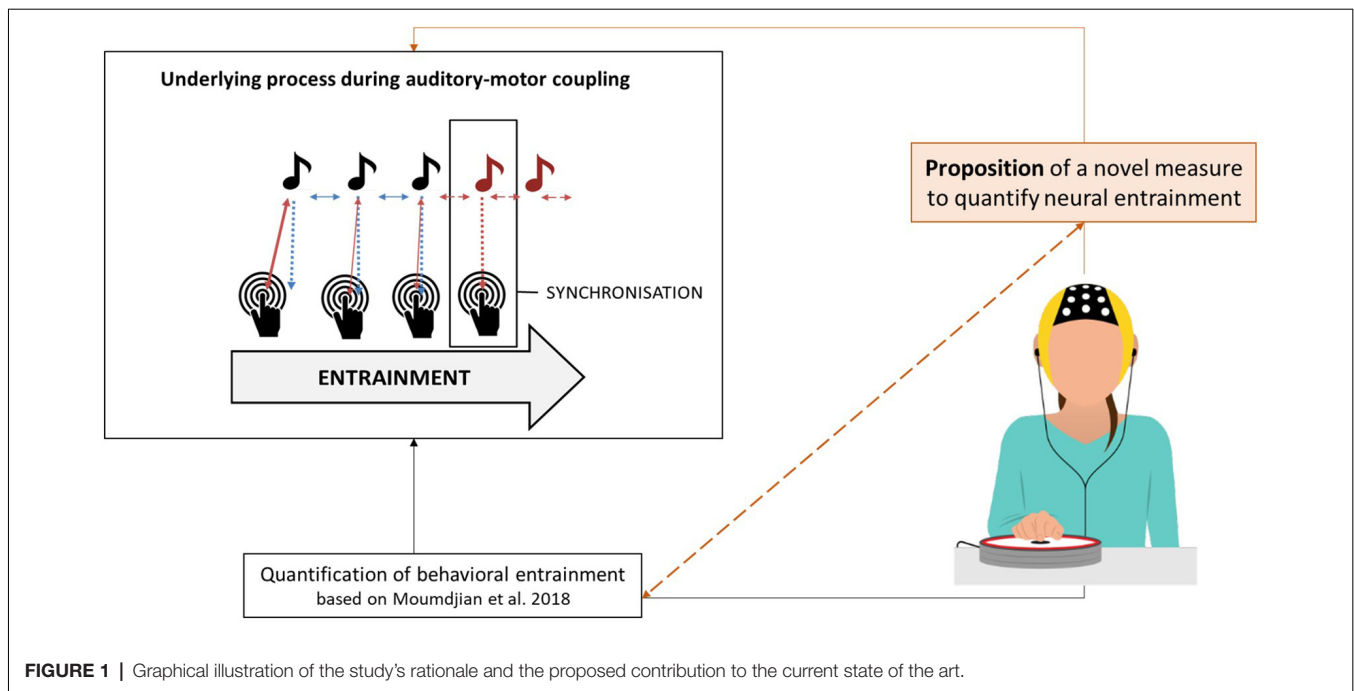 Underlying process during auditory-motor coupling
SYNCHRONISATION
ENTRAINMENT
Proposition of a novel measure
to quantify neural entrainment
Quantification of behavioral entrainment
based on Moumdjian et al. 2018
FIGURE 1 | Graphical illustration of the study's rationale and the proposed contribution to the current state of the art.